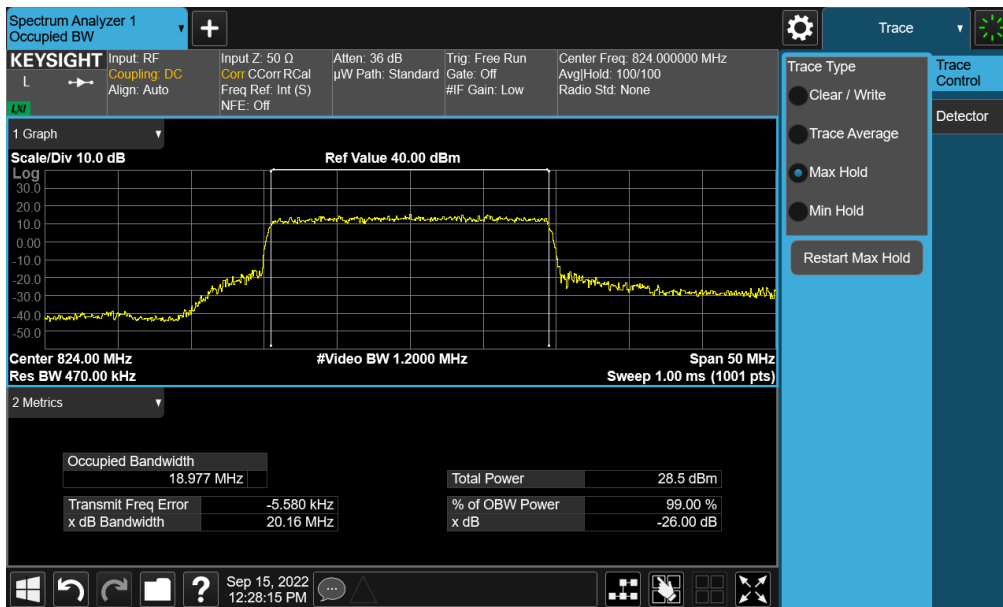 Spectrum Analyzer 1
Occupied BW
Trace
KEYSIGHT
L
LXI
Input: RF
Coupling: DC
Align: Auto
Input Z: 50 Ω
Corr CCorr RCal
Freq Ref: Int (S)
NFE: Off
Atten: 36 dB
µW Path: Standard
Trig: Free Run
Gate: Off
#IF Gain: Low
Center Freq: 824.000000 MHz
Avg|Hold: 100/100
Radio Std: None
Trace Type
Clear / Write
Trace Average
Max Hold
Min Hold
Restart Max Hold
Trace
Control
Detector
1 Graph
Scale/Div 10.0 dB
Ref Value 40.00 dBm
Log
30.0
20.0
10.0
0.00
-10.0
-20.0
-30.0
-40.0
-50.0
Center 824.00 MHz
#Video BW 1.2000 MHz
Span 50 MHz
Res BW 470.00 kHz
Sweep 1.00 ms (1001 pts)
2 Metrics
Occupied Bandwidth
18.977 MHz
Total Power 28.5 dBm
Transmit Freq Error -5.580 kHz
% of OBW Power 99.00 %
x dB Bandwidth 20.16 MHz
x dB -26.00 dB
Sep 15, 2022
12:28:15 PM